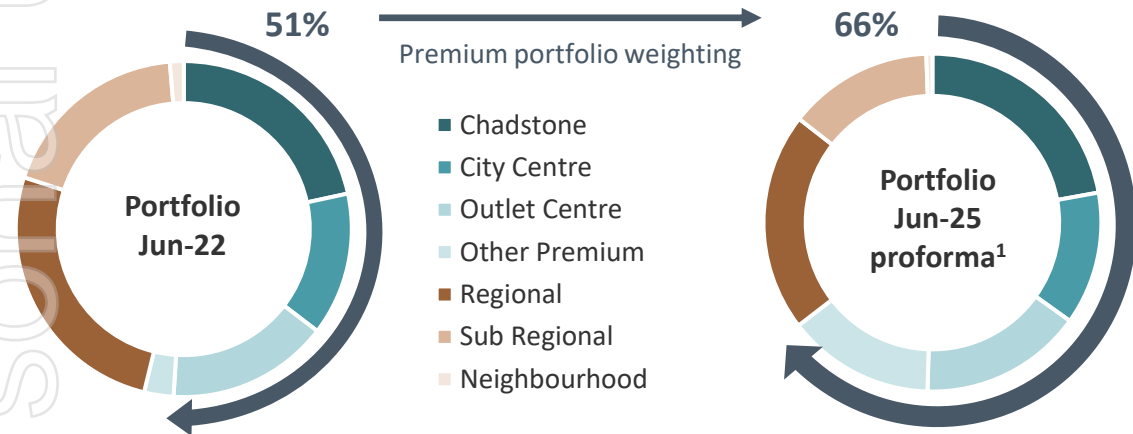 51%
66%
Premium portfolio weighting
Portfolio
Jun-22
Chadstone
City Centre
Outlet Centre
Other Premium
Regional
Sub Regional
Neighbourhood
Portfolio
Jun-25
proforma¹